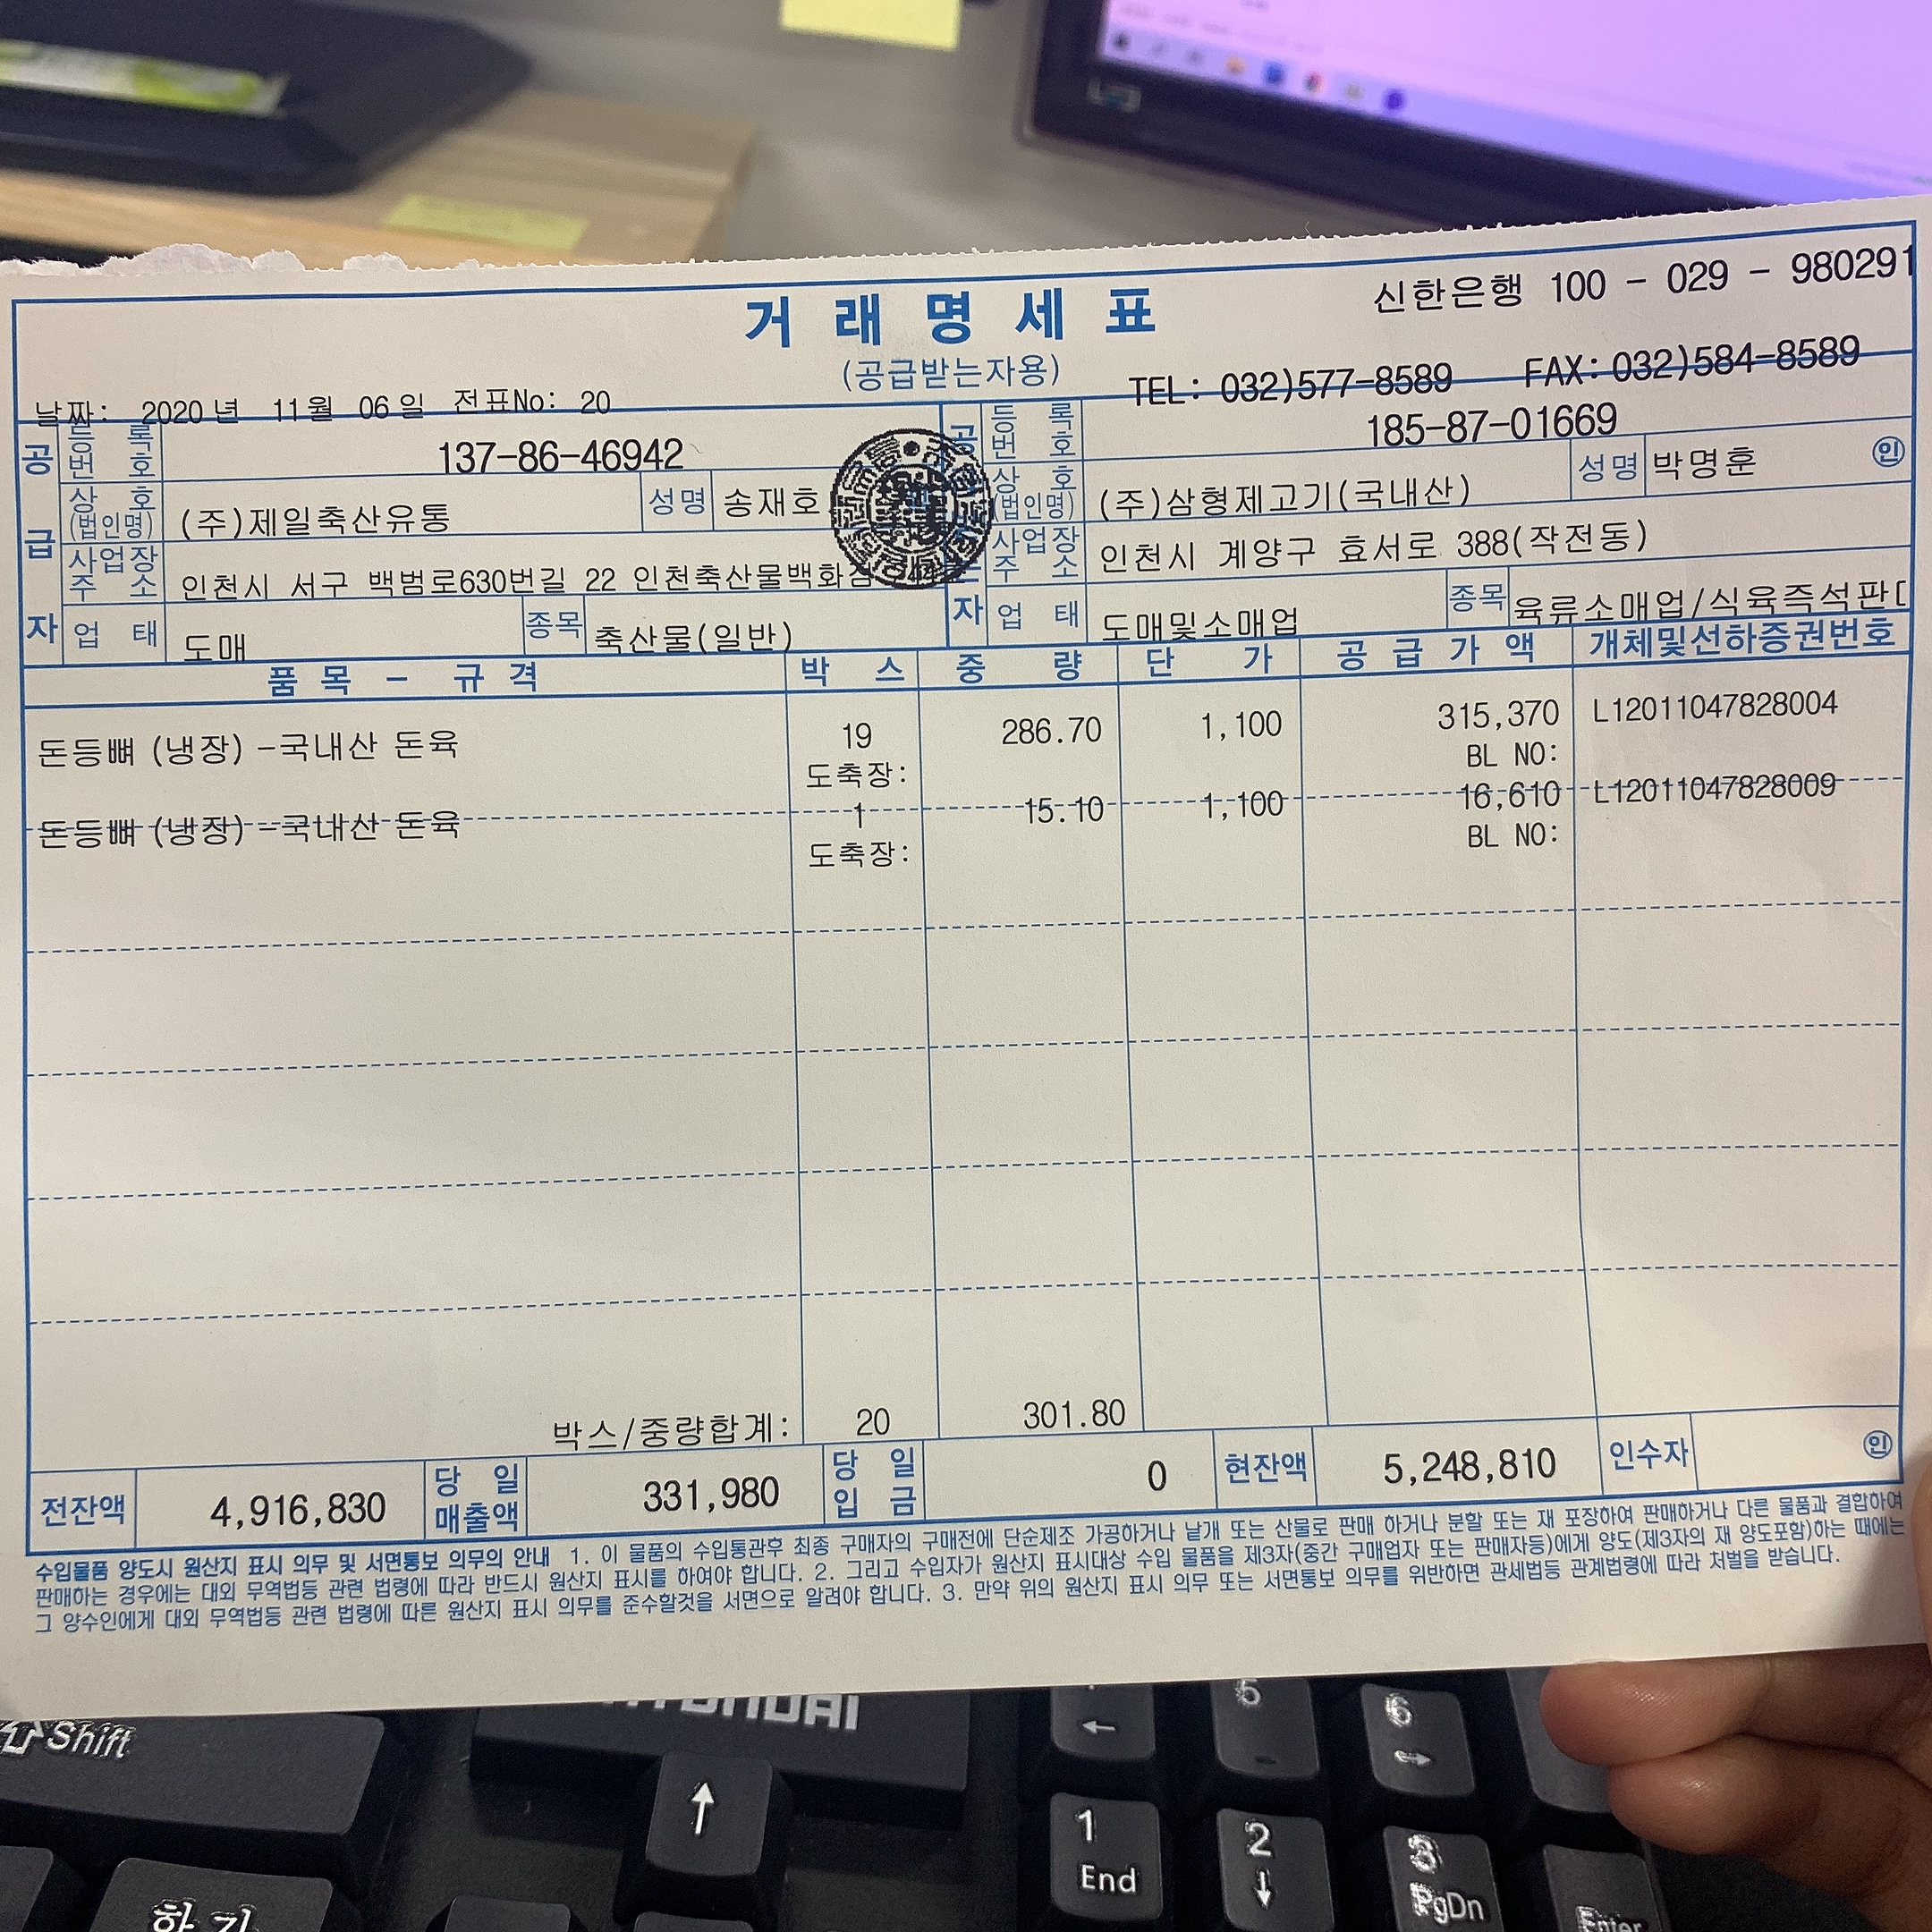 거 래 명 세 표
신한은행 100 - 029 - 980291
(공급받는자용)
TEL: 032)577-8589 FAX: 032)584-8589
날짜: 2020 년 11 월 06 일 전표No: 20
공 급 자
등 록 번 호 137-86-46942
상 호 (법인명) (주)제일축산유통 성명 송재호
사업장 주 소 인천시 서구 백범로630번길 22 인천축산물백화점
업 태 도매 종목 축산물(일반)
공 자
등 록 번 호 185-87-01669
상 호 (법인명) (주)삼형제고기(국내산) 성명 박명훈 인
사업장 주 소 인천시 계양구 효서로 388(작전동)
업 태 도매및소매업 종목 육류소매업/식육즉석판
품 목 - 규 격 박 스 중 량 단 가 공 급 가 액 개체및선하증권번호
돈등뼈 (냉장) -국내산 돈육 19 286.70 1,100 315,370 L12011047828004
도축장: BL NO:
돈등뼈 (냉장) -국내산 돈육 1 15.10 1,100 16,610 L12011047828009
도축장: BL NO:
박스/중량합계: 20 301.80
전잔액 4,916,830 당 일 매출액 331,980 당 일 입 금 0 현잔액 5,248,810 인수자 인
수입물품 양도시 원산지 표시 의무 및 서면통보 의무의 안내 1. 이 물품의 수입통관후 최종 구매자의 구매전에 단순제조 가공하거나 낱개 또는 산물로 판매 하거나 분할 또는 재 포장하여 판매하거나 다른 물품과 결합하여
판매하는 경우에는 대외 무역법등 관련 법령에 따라 반드시 원산지 표시를 하여야 합니다. 2. 그리고 수입자가 원산지 표시대상 수입 물품을 제3자(중간 구매업자 또는 판매자등)에게 양도(제3자의 재 양도포함)하는 때에는
그 양수인에게 대외 무역법등 관련 법령에 따른 원산지 표시 의무를 준수할것을 서면으로 알려야 합니다. 3. 만약 위의 원산지 표시 의무 또는 서면통보 의무를 위반하면 관세법등 관계법령에 따라 처벌을 받습니다.
Shift
5
6
1
End
2
3
PgDn
Enter